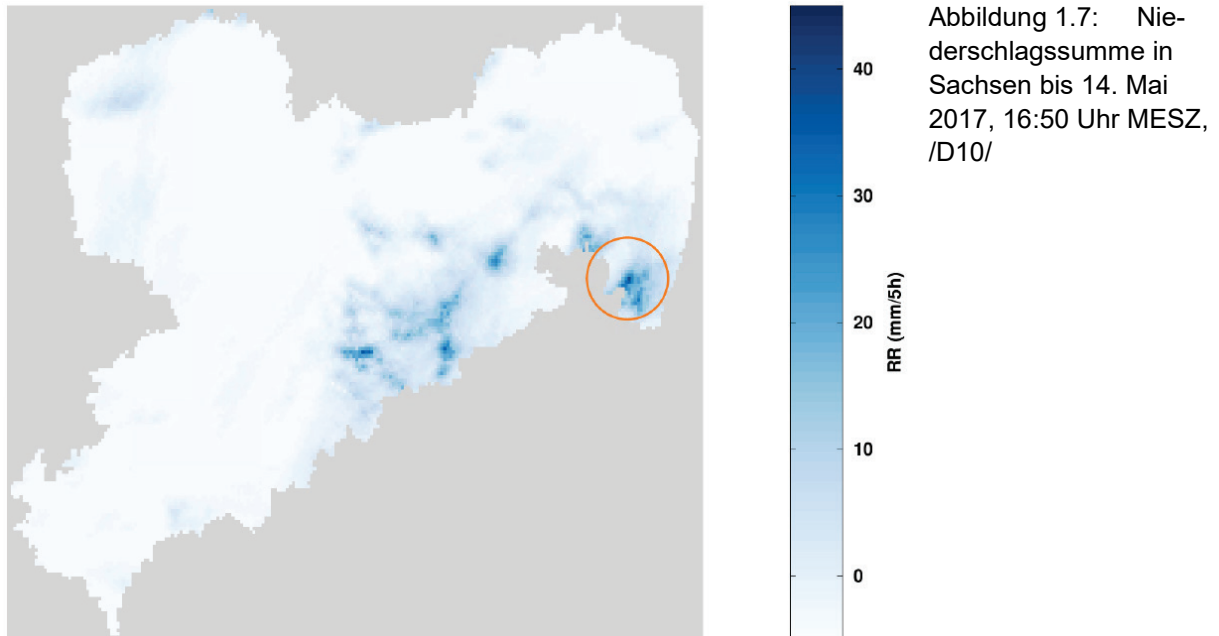 Abbildung 1.7: Nie-
derschlagssumme in
Sachsen bis 14. Mai
2017, 16:50 Uhr MESZ,
/D10/
40
30
20
10
0
RR (mm/5h)